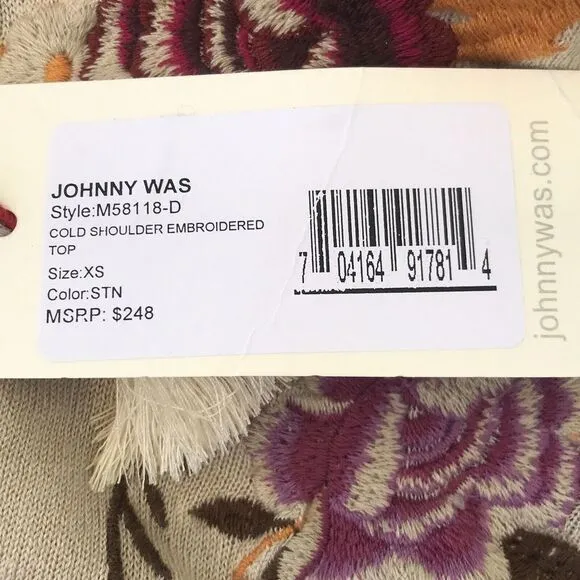 JOHNNY WAS
Style:M58118-D
COLD SHOULDER EMBROIDERED
TOP
Size:XS
Color:STN
MSRP: $248
7 04164 91781 4
johnnywas.com